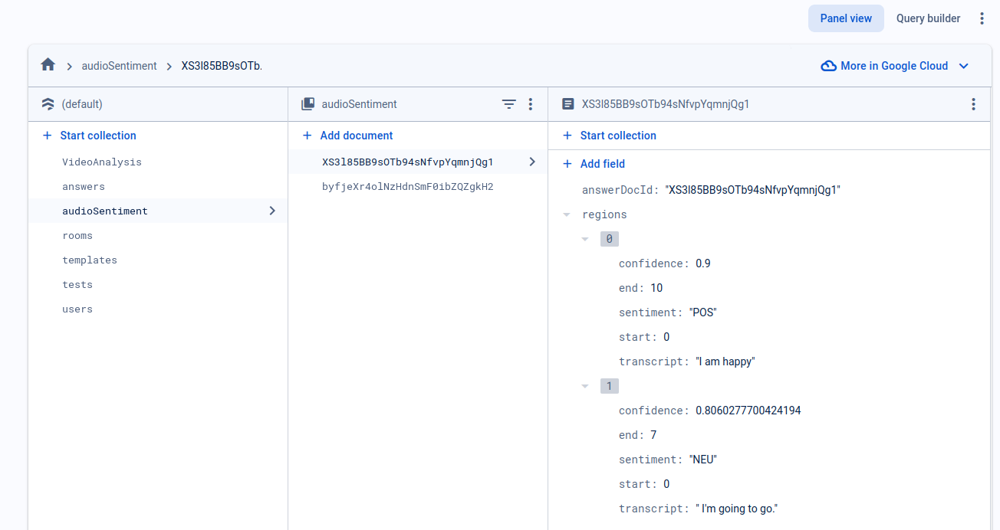 Panel view
Query builder
audioSentiment
XS3l85BB9sOTb.
More in Google Cloud
(default)
Start collection
VideoAnalysis
answers
audioSentiment
rooms
templates
tests
users
audioSentiment
Add document
XS3l85BB9sOTb94sNfvpYqmnjQg1
byfjeXr4olNzHdnSmF0ibZQZgkH2
XS3l85BB9sOTb94sNfvpYqmnjQg1
Start collection
Add field
answerDocId: "XS3l85BB9sOTb94sNfvpYqmnjQg1"
regions
0
confidence: 0.9
end: 10
sentiment: "POS"
start: 0
transcript: "I am happy"
1
confidence: 0.8060277700424194
end: 7
sentiment: "NEU"
start: 0
transcript: " I'm going to go."